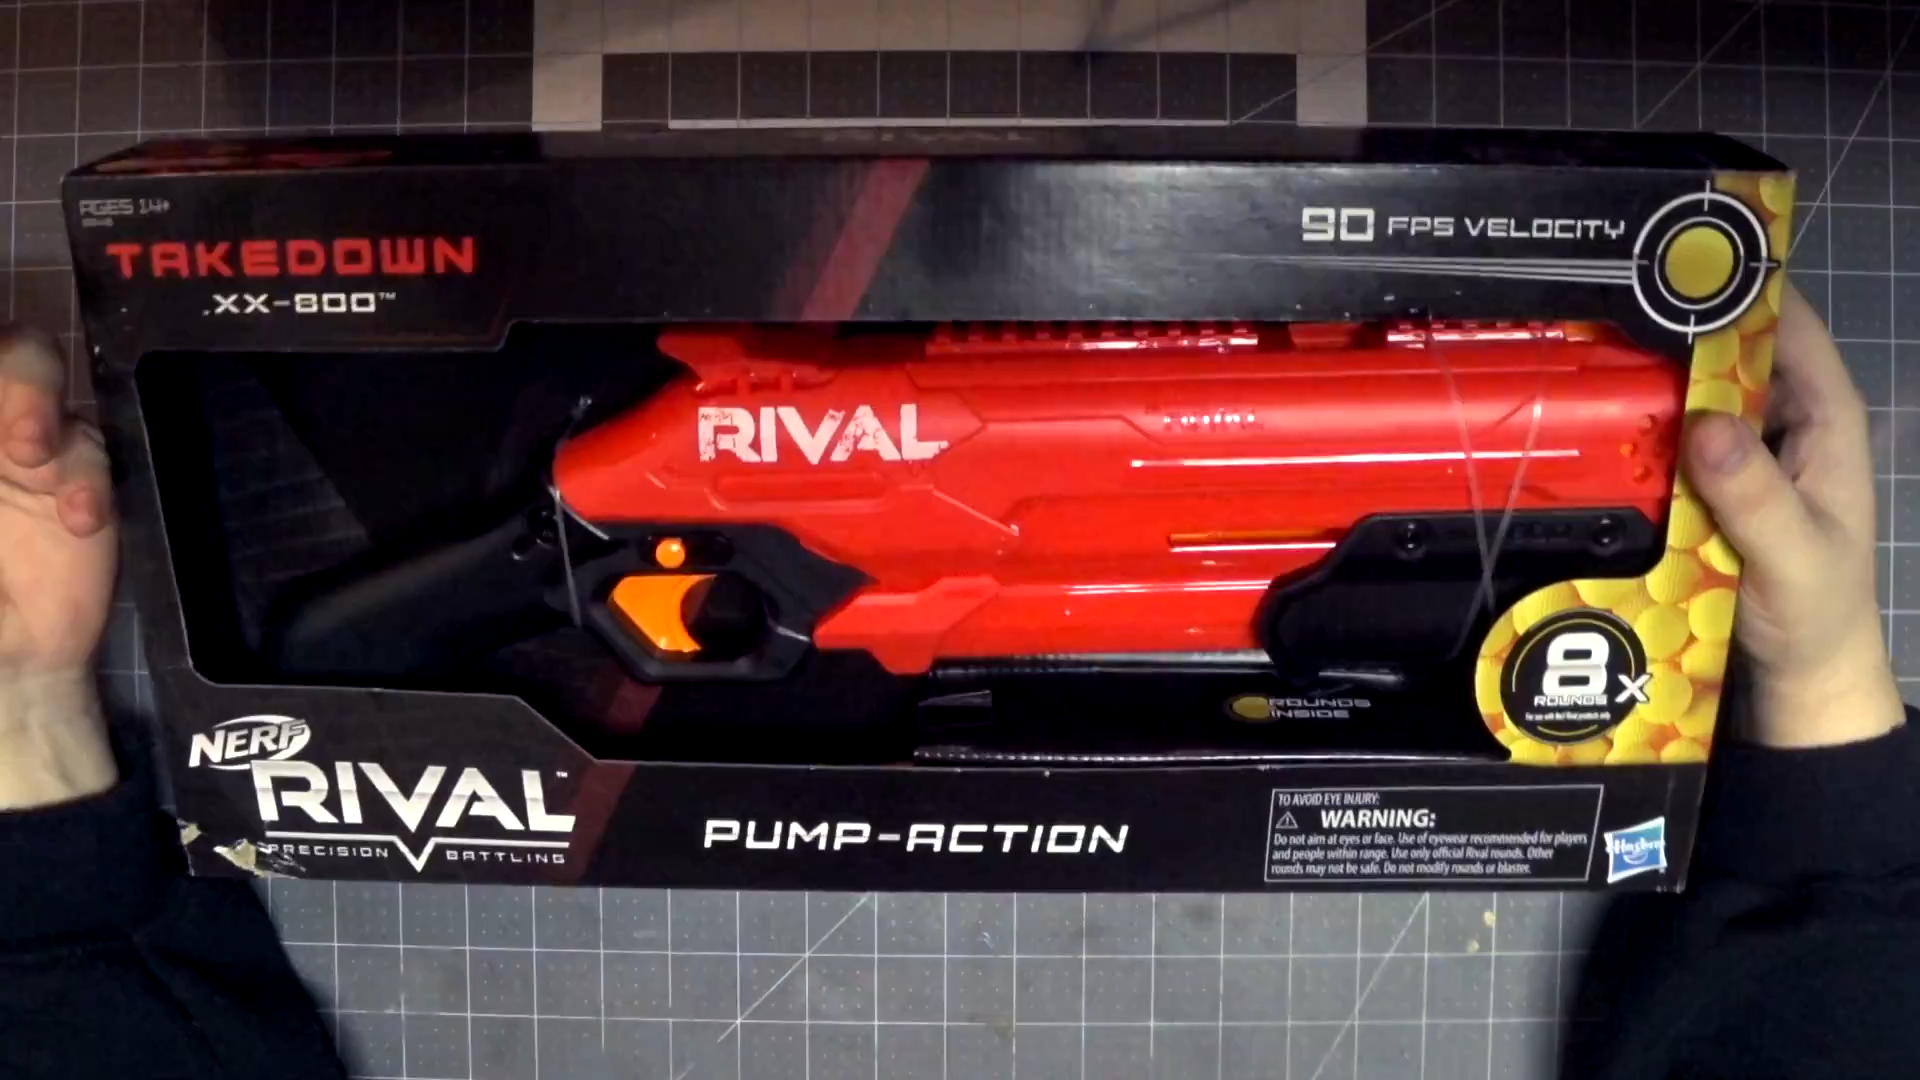 AGES 14+
TAKEDOWN
XX-800™
90 FPS VELOCITY
RIVAL
ROUNDS
INSIDE
8X
ROUNDS
NERF
RIVAL™
PRECISION BATTLING
PUMP-ACTION
TO AVOID EYE INJURY:
WARNING:
Do not aim at eyes or face. Use of eyewear recommended for players
and people within range. Use only official Rival rounds. Other
rounds may not be safe. Do not modify rounds or blaster.
Hasbro